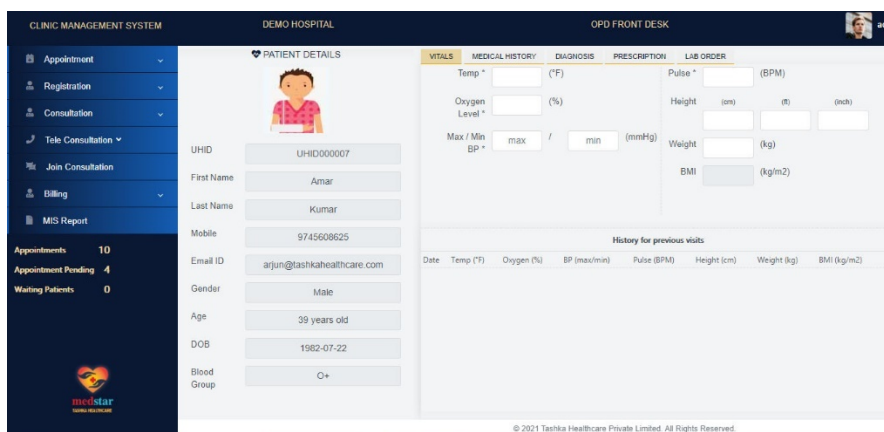 CLINIC MANAGEMENT SYSTEM DEMO HOSPITAL OPD FRONT DESK
Appointment
Registration
Consultation
Tele Consultation
Join Consultation
Billing
MIS Report
Appointments 10
Appointment Pending 4
Waiting Patients 0
medstar
TASHKA HEALTHCARE
PATIENT DETAILS
UHID UHID000007
First Name Amar
Last Name Kumar
Mobile 9745608625
Email ID arjun@tashkahealthcare.com
Gender Male
Age 39 years old
DOB 1982-07-22
Blood Group O+
VITALS MEDICAL HISTORY DIAGNOSIS PRESCRIPTION LAB ORDER
Temp * (°F) Pulse * (BPM)
Oxygen Level * (%) Height (cm) (ft) (inch)
Max / Min BP * max / min (mmHg) Weight (kg)
BMI (kg/m2)
History for previous visits
Date Temp (°F) Oxygen (%) BP (max/min) Pulse (BPM) Height (cm) Weight (kg) BMI (kg/m2)
© 2021 Tashka Healthcare Private Limited. All Rights Reserved.